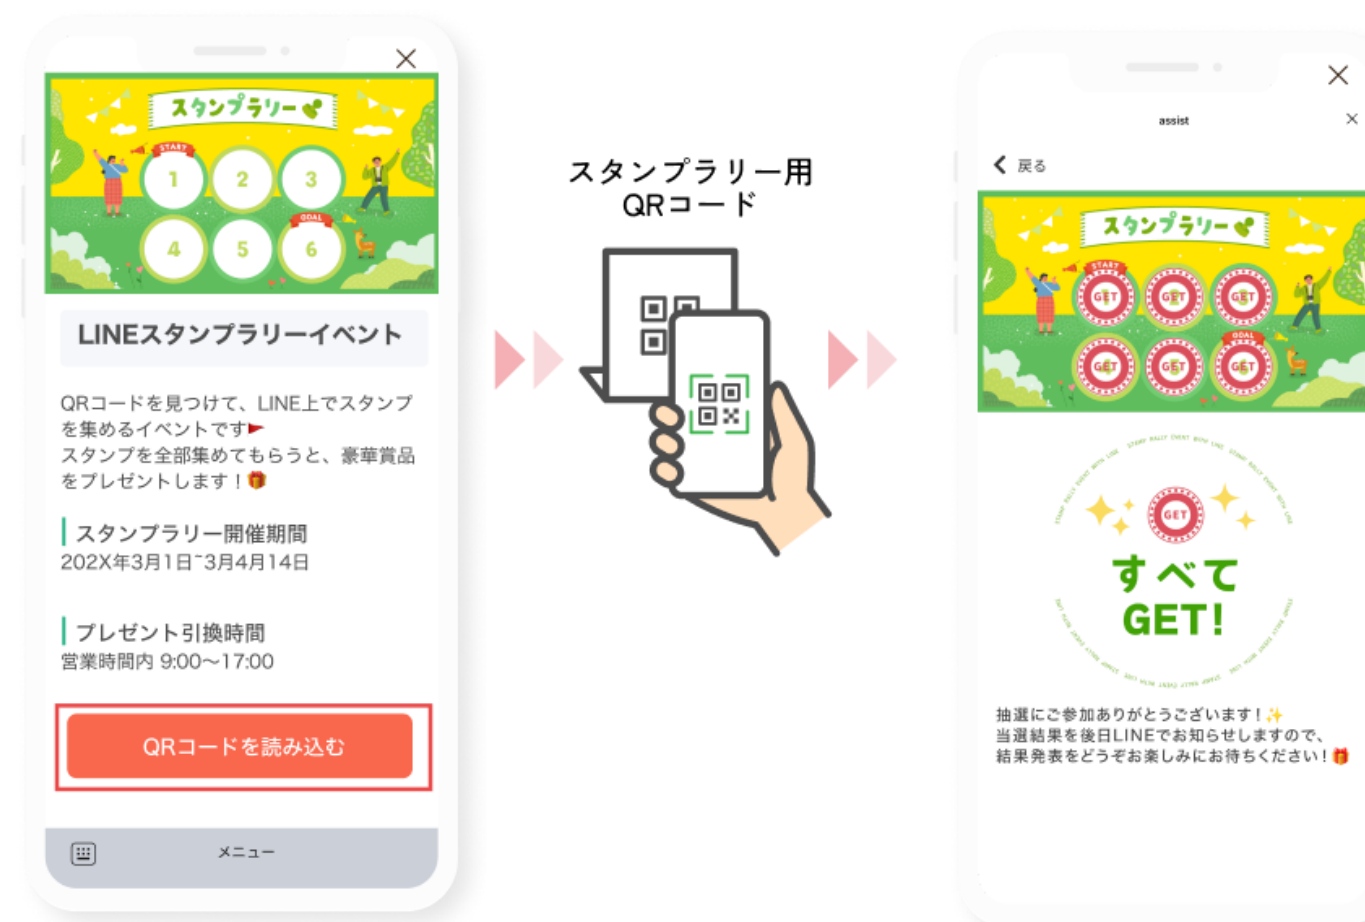 スタンプラリー
START
1
2
3
GOAL
4
5
6
LINEスタンプラリーイベント
QRコードを見つけて、LINE上でスタンプ
を集めるイベントです
スタンプを全部集めてもらうと、豪華賞品
をプレゼントします！
スタンプラリー開催期間
202X年3月1日~3月4月14日
プレゼント引換時間
営業時間内 9:00〜17:00
QRコードを読み込む
メニュー
スタンプラリー用
QRコード
assist
戻る
スタンプラリー
START
GET
GET
GET
GOAL
GET
GET
GET
STAMP RALLY EVENT WITH LINE
GET
すべて
GET!
抽選にご参加ありがとうございます！
当選結果を後日LINEでお知らせしますので、
結果発表をどうぞお楽しみにお待ちください！